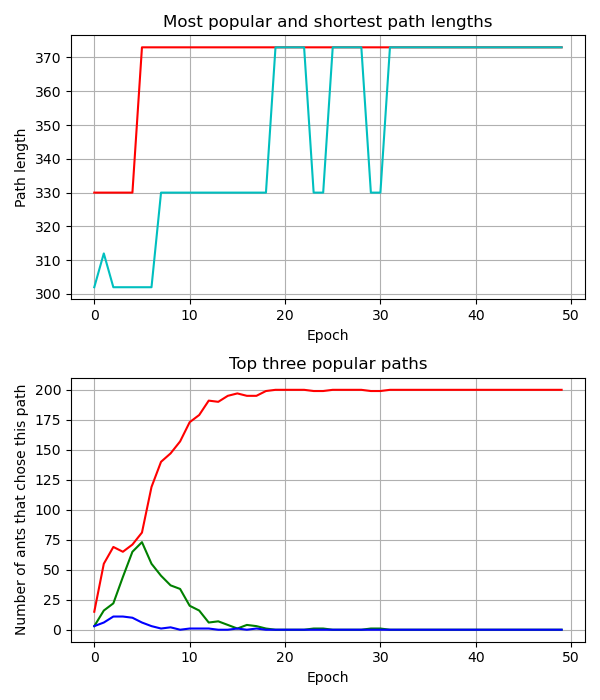 Most popular and shortest path lengths
370
360
350
340
330
320
310
300
Path length
0 10 20 30 40 50
Epoch
Top three popular paths
200
175
150
125
100
75
50
25
0
Number of ants that chose this path
0 10 20 30 40 50
Epoch